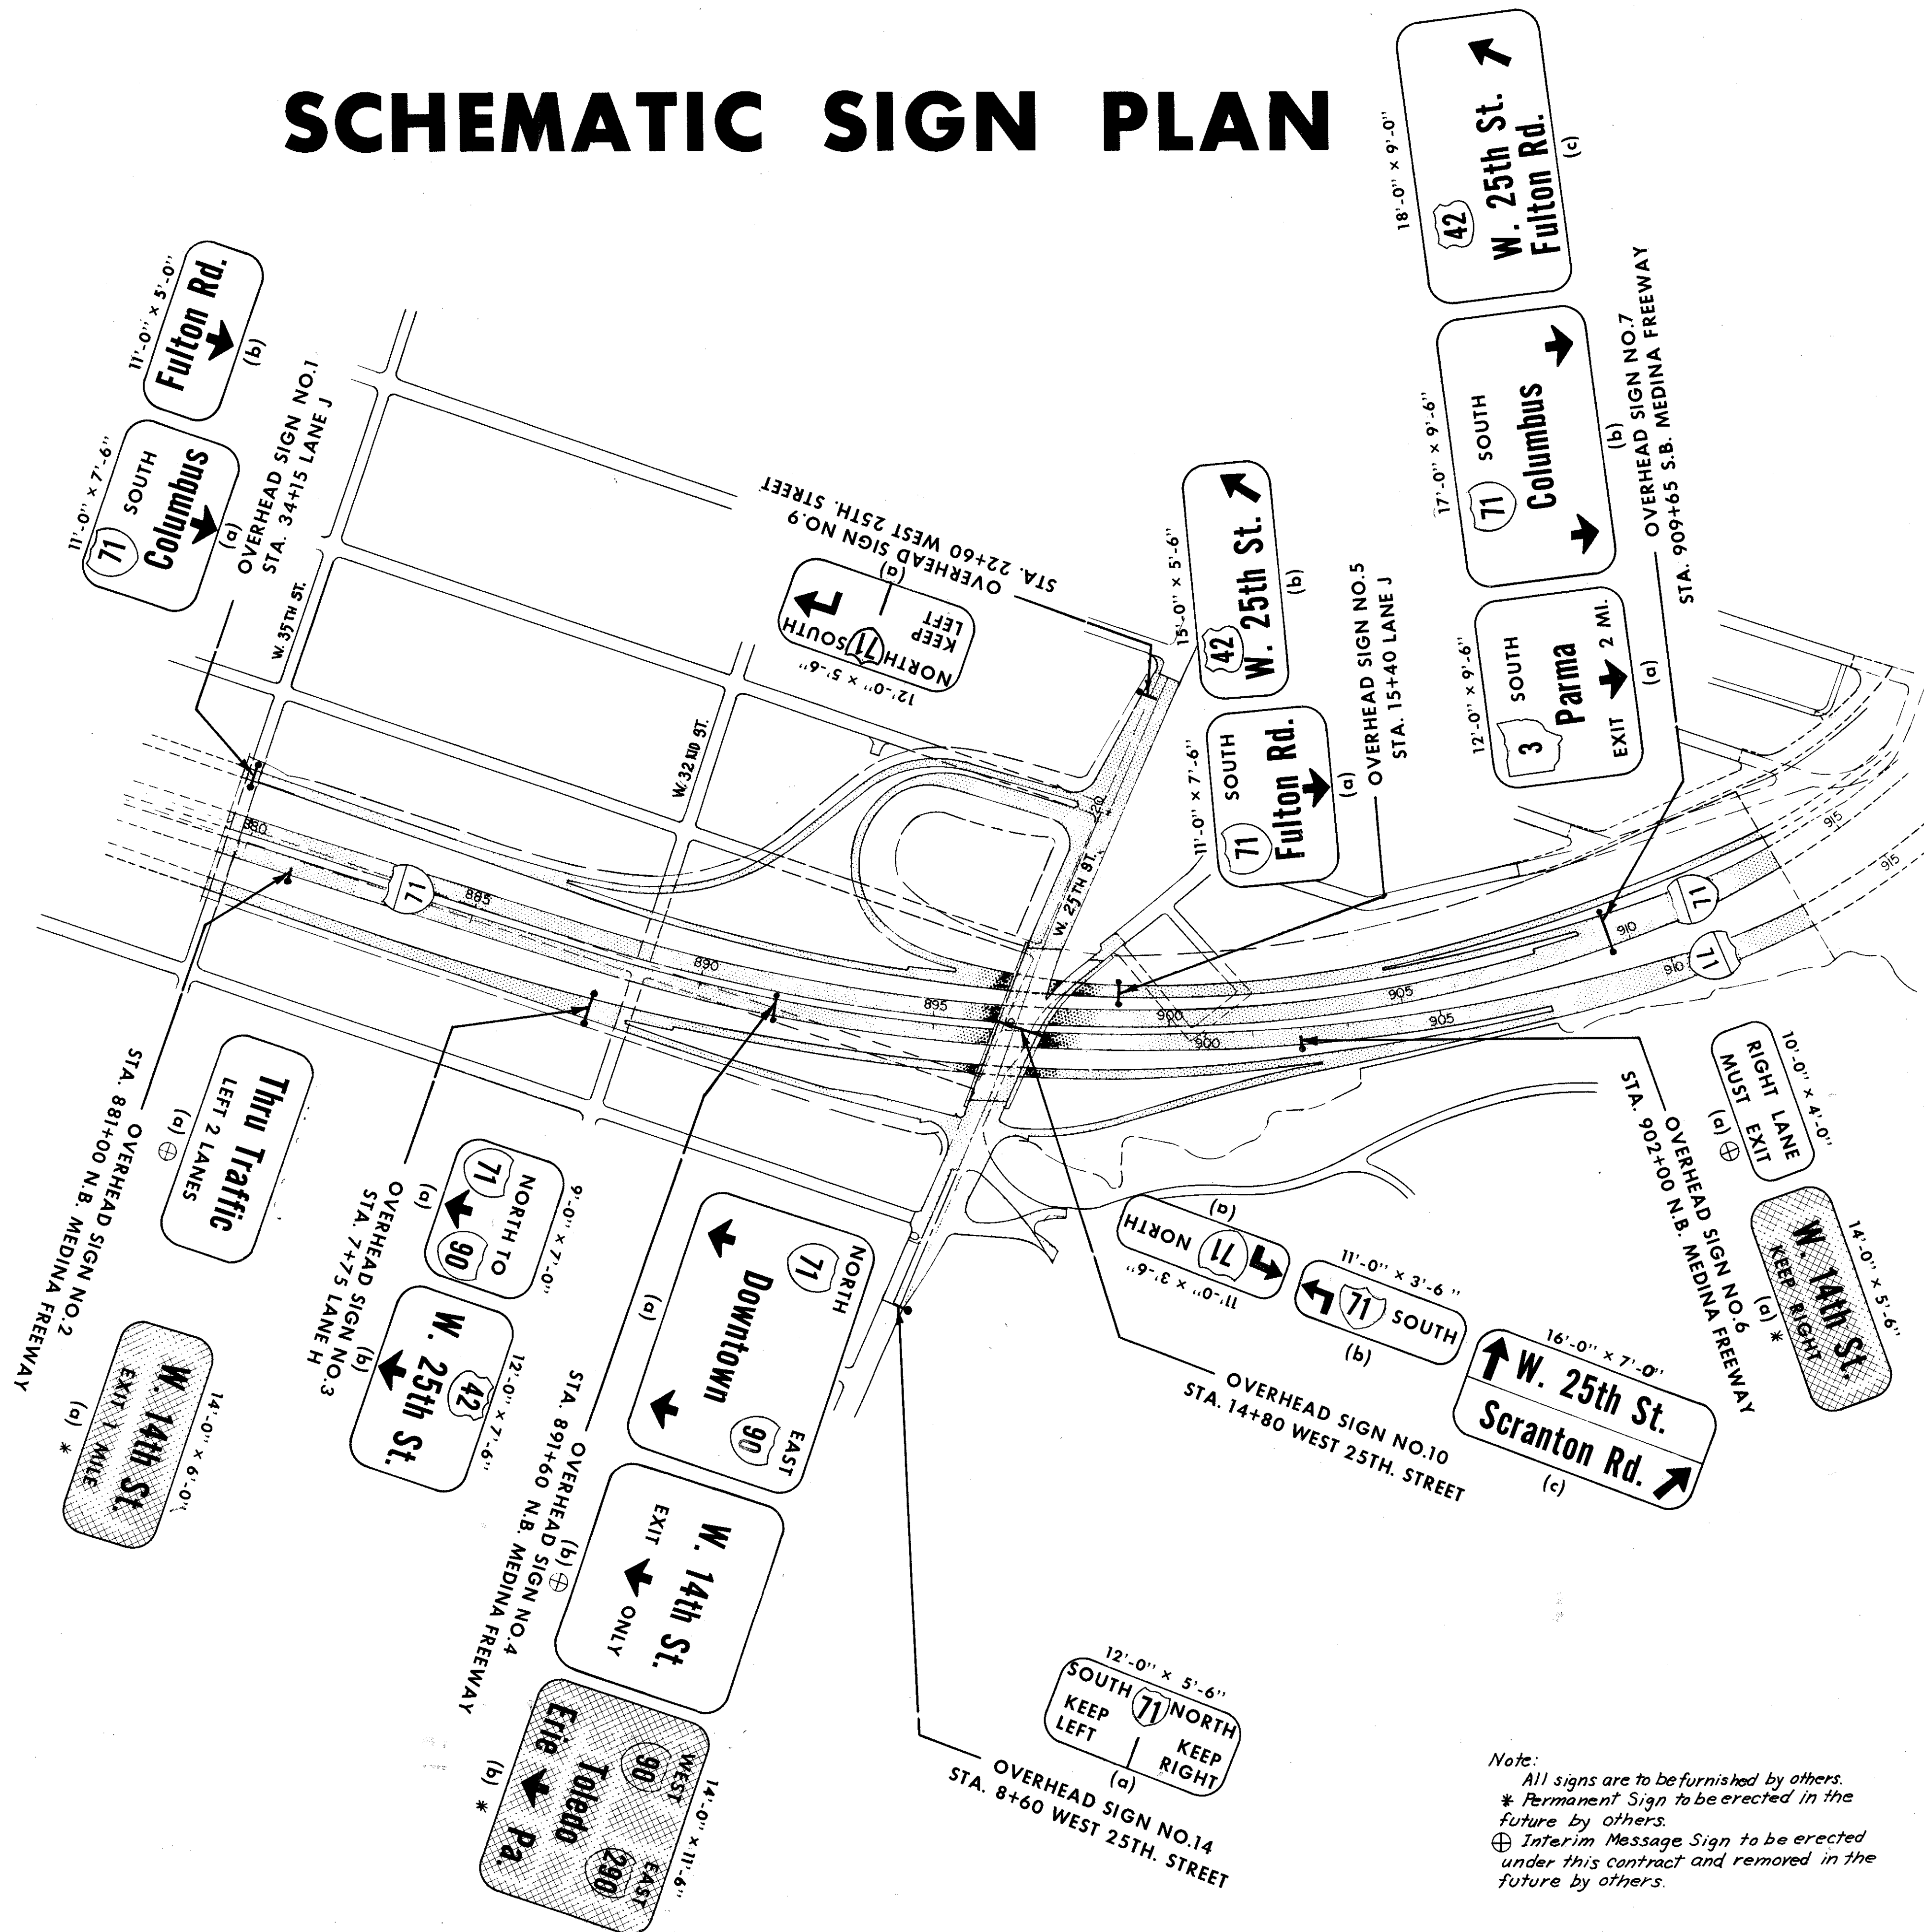 SCHEMATIC SIGN PLAN
11'-0" × 5'-0"
Fulton Rd.
(b)
11'-0" × 7'-6"
71 SOUTH
Columbus
(a)
OVERHEAD SIGN NO.1
STA. 34+15 LANE J
W. 35TH ST.
W. 32ND ST.
STA. 22+60 WEST 25TH. STREET
OVERHEAD SIGN NO.9
(a)
NORTH 71 SOUTH
KEEP
LEFT
12'-0" × 5'-6"
15'-0" × 5'-6"
42
W. 25th St.
(b)
11'-0" × 7'-6"
71 SOUTH
Fulton Rd.
(a)
OVERHEAD SIGN NO.5
STA. 15+40 LANE J
18'-0" × 9'-0"
42
W. 25th St.
Fulton Rd.
(c)
17'-0" × 9'-6"
71 SOUTH
Columbus
(b)
12'-0" × 9'-6"
3 SOUTH
Parma
EXIT 2 MI.
(a)
OVERHEAD SIGN NO.7
STA. 909+65 S.B. MEDINA FREEWAY
W. 25TH ST.
20
880
71
885
890
895
900
900
905
905
910
910
71
71
915
915
Thru Traffic
LEFT 2 LANES
(a) ⊕
OVERHEAD SIGN NO.2
STA. 881+00 N.B. MEDINA FREEWAY
14'-0" × 6'-0"
W. 14th St.
EXIT 1 MILE
(a) *
9'-0" × 7'-0"
NORTH TO
71 90
(a)
12'-0" × 7'-6"
42
W. 25th St.
(b)
OVERHEAD SIGN NO.3
STA. 7+75 LANE H
NORTH EAST
71 90
Downtown
(a)
W. 14th St.
EXIT ONLY
(b) ⊕
OVERHEAD SIGN NO.4
STA. 891+60 N.B. MEDINA FREEWAY
14'-0" × 11'-6"
WEST EAST
90 290
Toledo
Erie Pa.
(b) *
(a)
71 NORTH
11'-0" × 3'-6"
11'-0" × 3'-6"
71 SOUTH
(b)
16'-0" × 7'-0"
W. 25th St.
Scranton Rd.
(c)
OVERHEAD SIGN NO.10
STA. 14+80 WEST 25TH. STREET
10'-0" × 4'-0"
RIGHT LANE
MUST EXIT
(a) ⊕
14'-0" × 5'-6"
W. 14th St.
KEEP RIGHT
(a) *
OVERHEAD SIGN NO.6
STA. 902+00 N.B. MEDINA FREEWAY
12'-0" × 5'-6"
SOUTH 71 NORTH
KEEP
LEFT
KEEP
RIGHT
(a)
OVERHEAD SIGN NO.14
STA. 8+60 WEST 25TH. STREET
Note:
All signs are to be furnished by others.
* Permanent Sign to be erected in the
future by others.
⊕ Interim Message Sign to be erected
under this contract and removed in the
future by others.